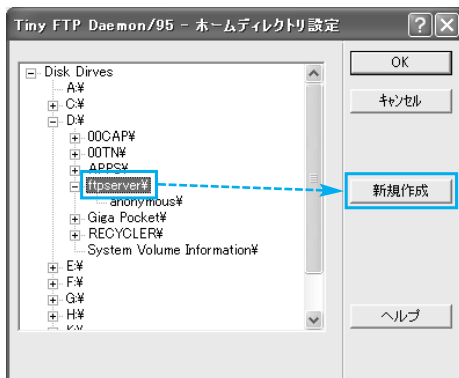 Tiny FTP Daemon/95 - ホームディレクトリ設定
Disk Dirves
A:¥
C:¥
D:¥
00CAP¥
00TN¥
APPS¥
ftpserver¥
anonymous¥
Giga Pocket¥
RECYCLER¥
System Volume Information¥
E:¥
F:¥
G:¥
H:¥
K:¥
OK
キャンセル
新規作成
ヘルプ